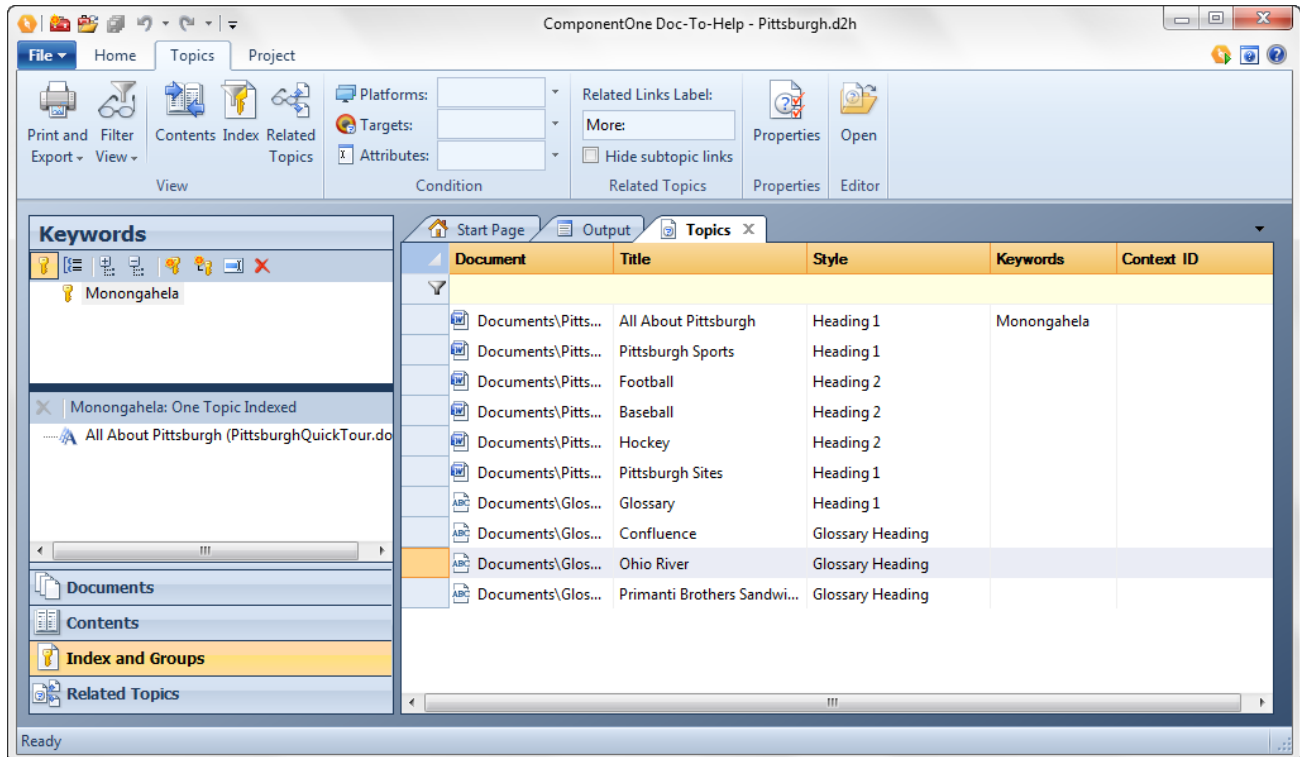 ComponentOne Doc-To-Help - Pittsburgh.d2h
File Home Topics Project
Platforms: Related Links Label:
Targets: More:
Print and Filter Contents Index Related Properties Open
Export View Topics Attributes: Hide subtopic links
View Condition Related Topics Properties Editor
Keywords
Monongahela
Monongahela: One Topic Indexed
All About Pittsburgh (PittsburghQuickTour.do
Documents
Contents
Index and Groups
Related Topics
Start Page Output Topics X
Document Title Style Keywords Context ID
Documents\Pitts... All About Pittsburgh Heading 1 Monongahela
Documents\Pitts... Pittsburgh Sports Heading 1
Documents\Pitts... Football Heading 2
Documents\Pitts... Baseball Heading 2
Documents\Pitts... Hockey Heading 2
Documents\Pitts... Pittsburgh Sites Heading 1
ABC Documents\Glos... Glossary Heading 1
ABC Documents\Glos... Confluence Glossary Heading
ABC Documents\Glos... Ohio River Glossary Heading
ABC Documents\Glos... Primanti Brothers Sandwi... Glossary Heading
Ready